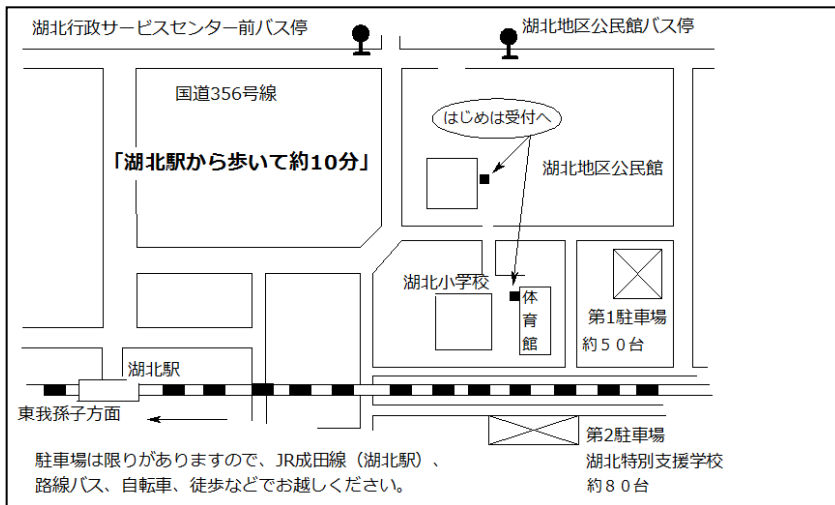 湖北行政サービスセンター前バス停
湖北地区公民館バス停
国道356号線
はじめは受付へ
「湖北駅から歩いて約10分」
湖北地区公民館
湖北小学校
体育館
第1駐車場
約５０台
湖北駅
東我孫子方面
第2駐車場
湖北特別支援学校
約８０台
駐車場は限りがありますので、JR成田線（湖北駅）、
路線バス、自転車、徒歩などでお越しください。